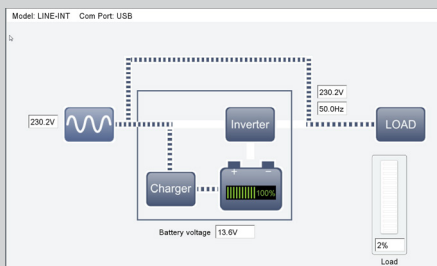 Model: LINE-INT Com Port: USB
230.2V
50.0Hz
230.2V
Inverter
LOAD
Charger
+ −
100%
Battery voltage 13.6V
2%
Load